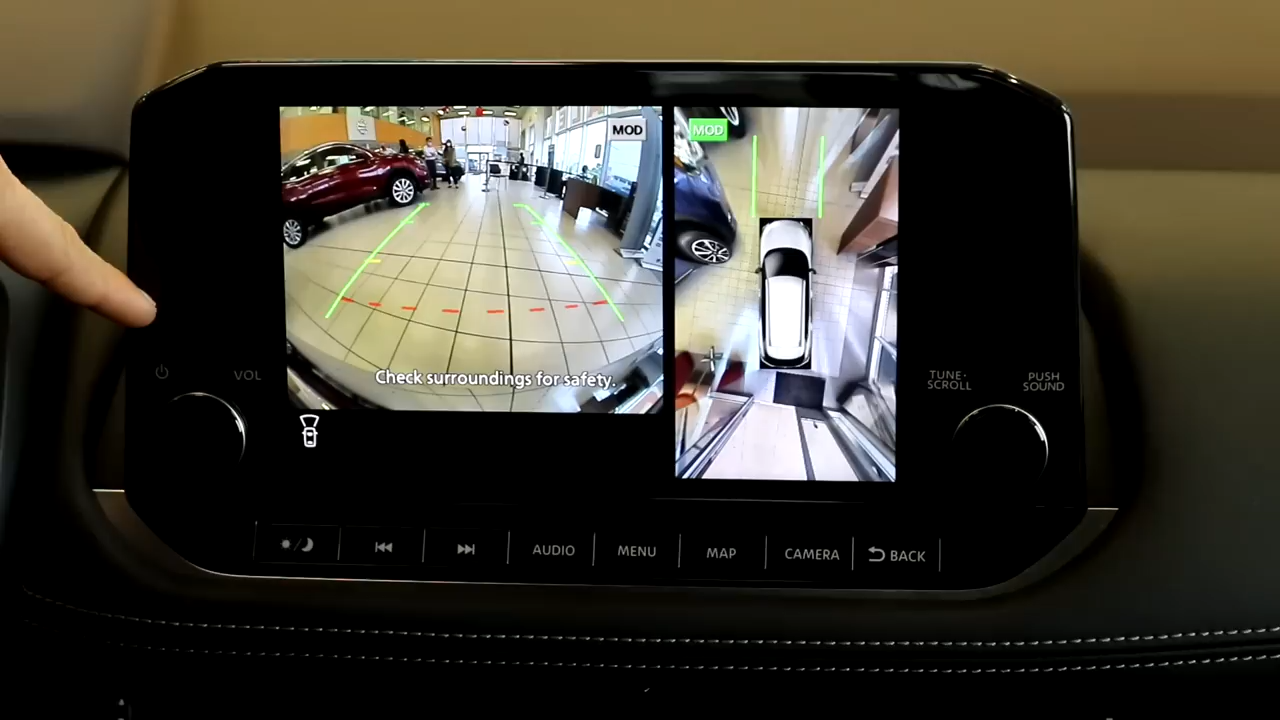 MOD
MOD
Check surroundings for safety.
VOL
TUNE·
SCROLL
PUSH
SOUND
AUDIO
MENU
MAP
CAMERA
BACK